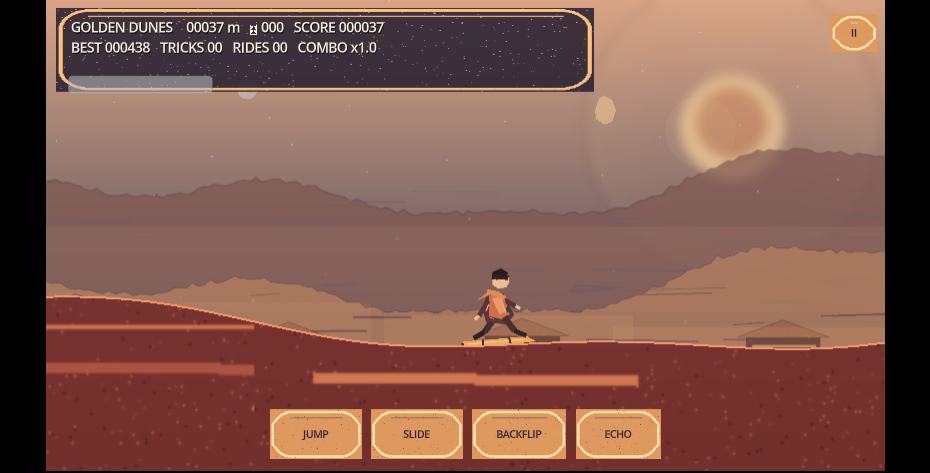 GOLDEN DUNES 00037 m 000 SCORE 000037
BEST 000438 TRICKS 00 RIDES 00 COMBO x1.0
II
JUMP
SLIDE
BACKFLIP
ECHO